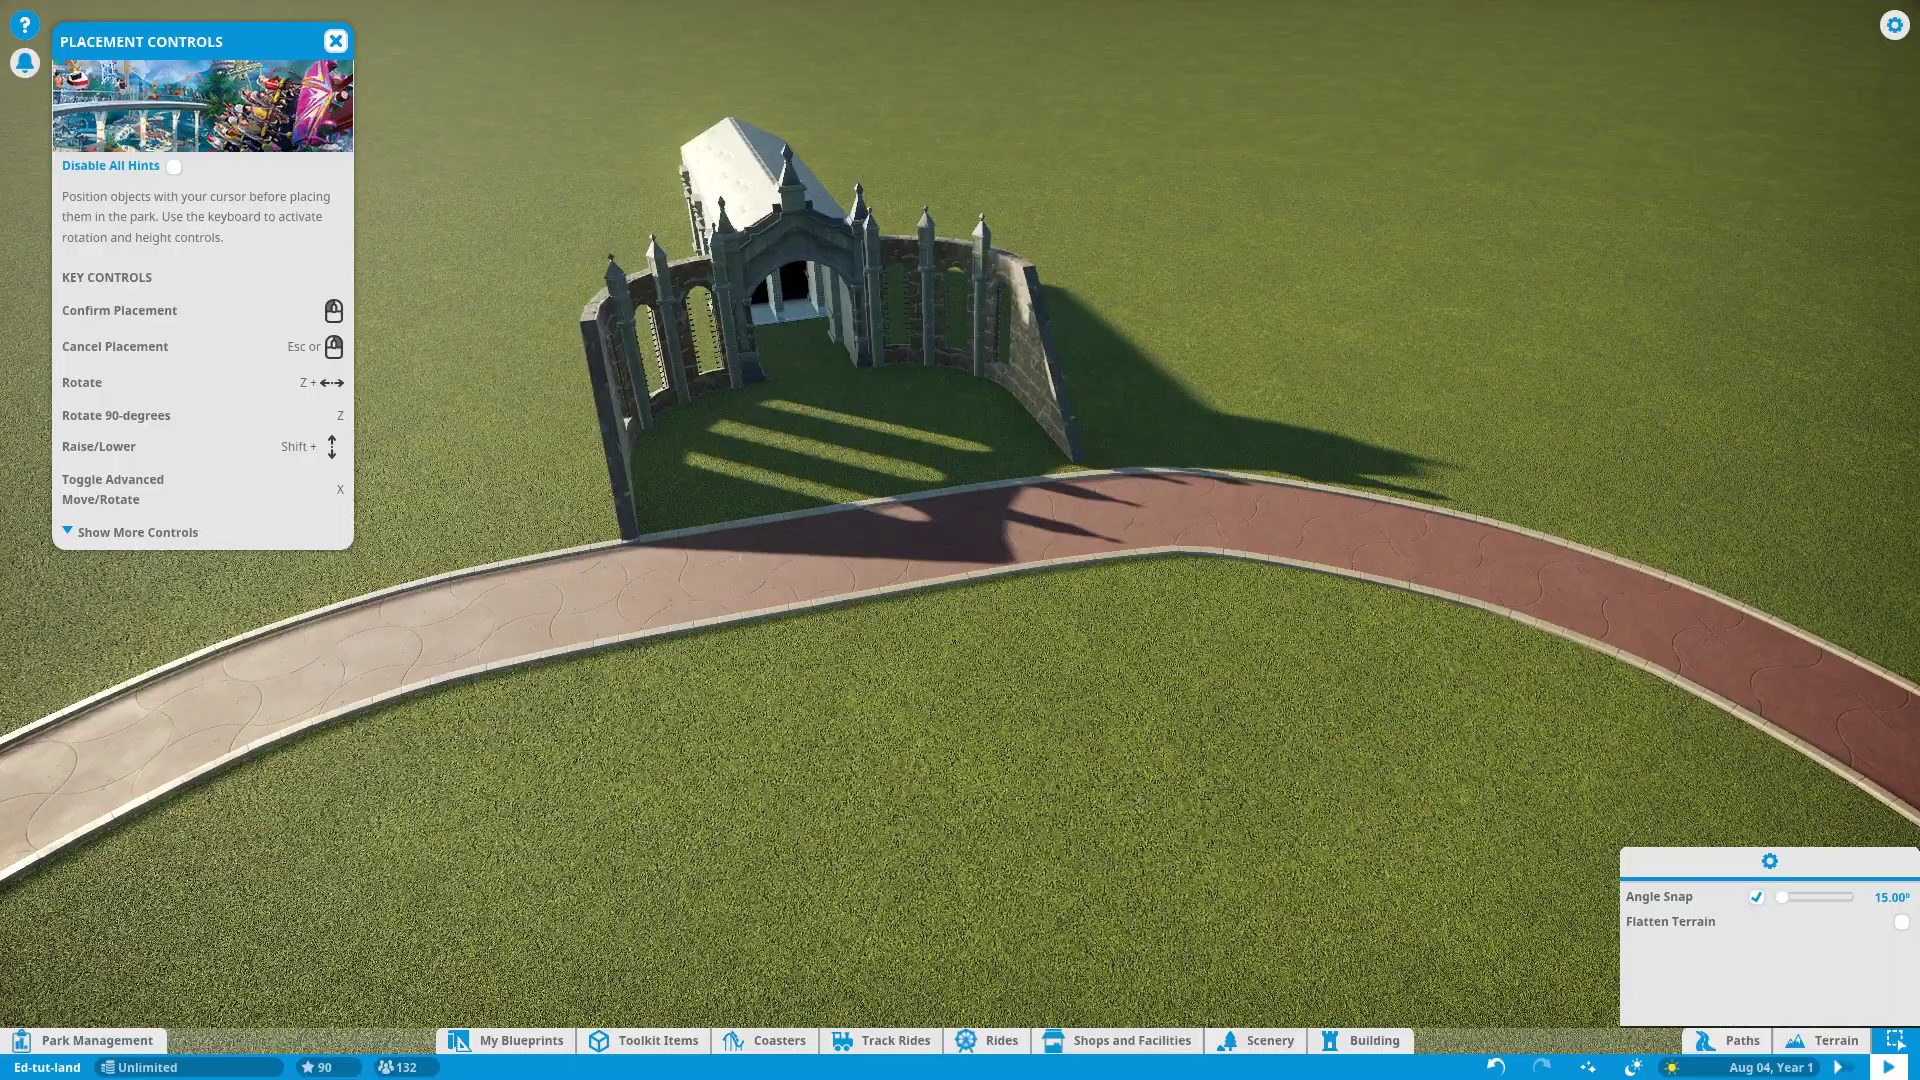 ?
PLACEMENT CONTROLS
Disable All Hints
Position objects with your cursor before placing
them in the park. Use the keyboard to activate
rotation and height controls.
KEY CONTROLS
Confirm Placement
Cancel Placement Esc or
Rotate Z +
Rotate 90-degrees Z
Raise/Lower Shift +
Toggle Advanced
Move/Rotate X
Show More Controls
Angle Snap 15.00°
Flatten Terrain
Park Management My Blueprints Toolkit Items Coasters Track Rides Rides Shops and Facilities Scenery Building Paths Terrain
Ed-tut-land Unlimited 90 132 Aug 04, Year 1